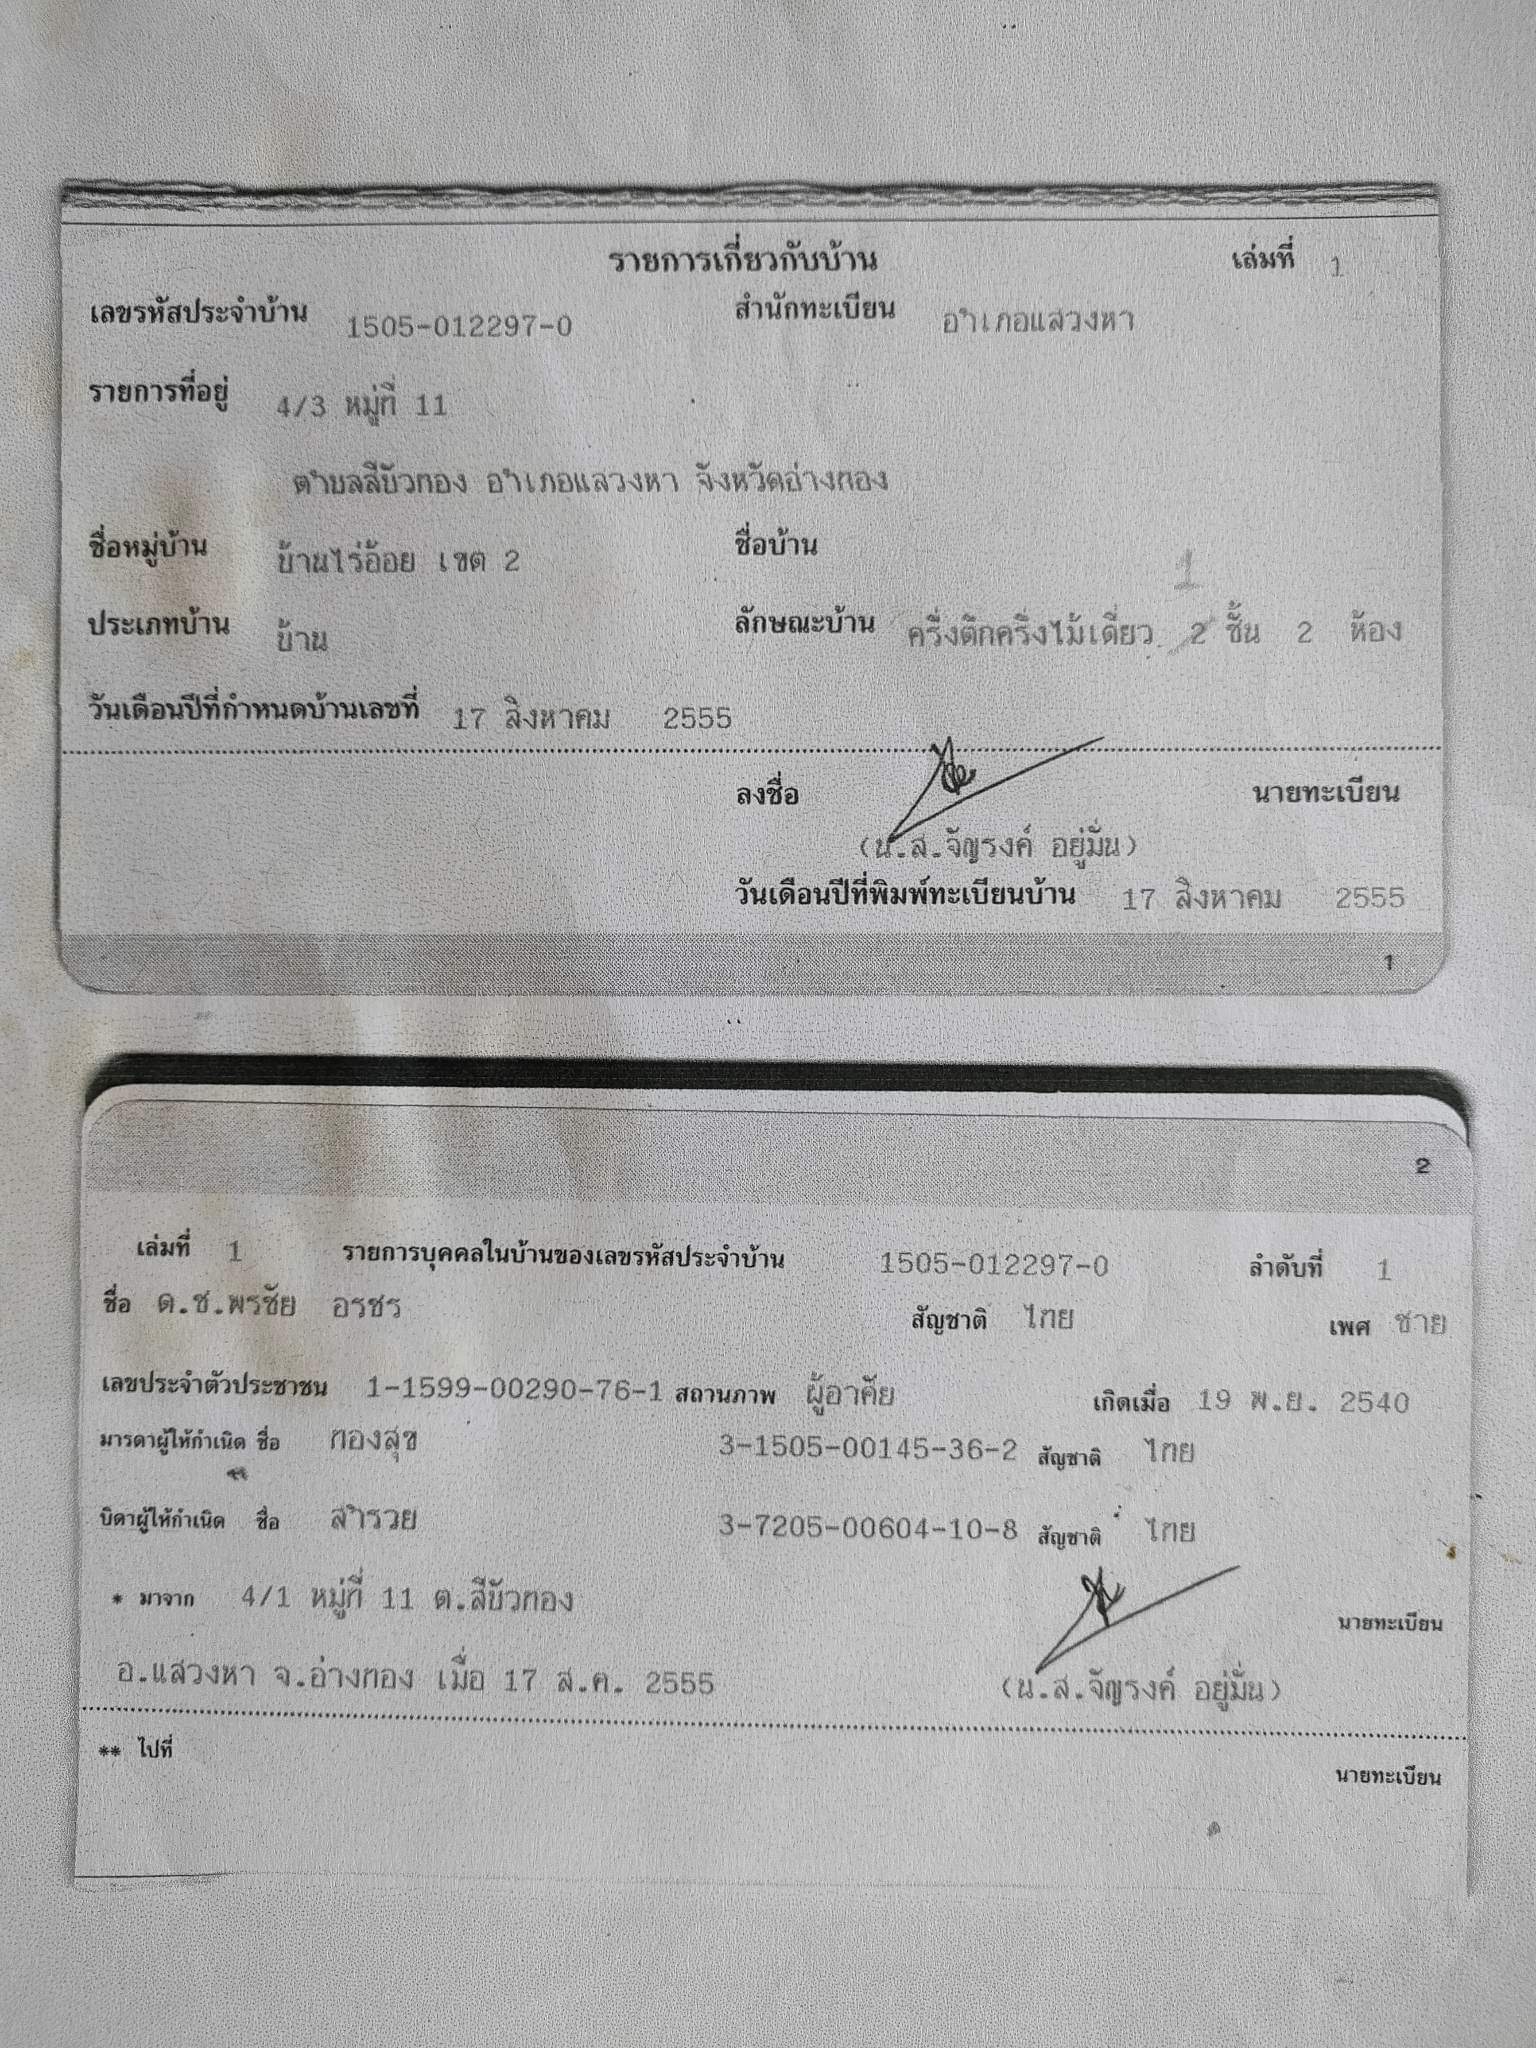 รายการเกี่ยวกับบ้าน เล่มที่ 1
เลขรหัสประจำบ้าน 1505-012297-0 สำนักทะเบียน อำเภอแสวงหา
รายการที่อยู่ 4/3 หมู่ที่ 11
ตำบลสีบัวทอง อำเภอแสวงหา จังหวัดอ่างทอง
ชื่อหมู่บ้าน บ้านไร่อ้อย เขต 2 ชื่อบ้าน
1
ประเภทบ้าน บ้าน ลักษณะบ้าน ครึ่งตึกครึ่งไม้เดี่ยว 2 ชั้น 2 ห้อง
วันเดือนปีที่กำหนดบ้านเลขที่ 17 สิงหาคม 2555
ลงชื่อ นายทะเบียน
(น.ส.จัญรงค์ อยู่มั่น)
วันเดือนปีที่พิมพ์ทะเบียนบ้าน 17 สิงหาคม 2555
1
2
เล่มที่ 1 รายการบุคคลในบ้านของเลขรหัสประจำบ้าน 1505-012297-0 ลำดับที่ 1
ชื่อ ด.ช.พรชัย อรชร สัญชาติ ไทย เพศ ชาย
เลขประจำตัวประชาชน 1-1599-00290-76-1 สถานภาพ ผู้อาศัย เกิดเมื่อ 19 พ.ย. 2540
มารดาผู้ให้กำเนิด ชื่อ ทองสุข 3-1505-00145-36-2 สัญชาติ ไทย
บิดาผู้ให้กำเนิด ชื่อ สำรวย 3-7205-00604-10-8 สัญชาติ ไทย
* มาจาก 4/1 หมู่ที่ 11 ต.สีบัวทอง
นายทะเบียน
อ.แสวงหา จ.อ่างทอง เมื่อ 17 ส.ค. 2555 (น.ส.จัญรงค์ อยู่มั่น)
** ไปที่
นายทะเบียน